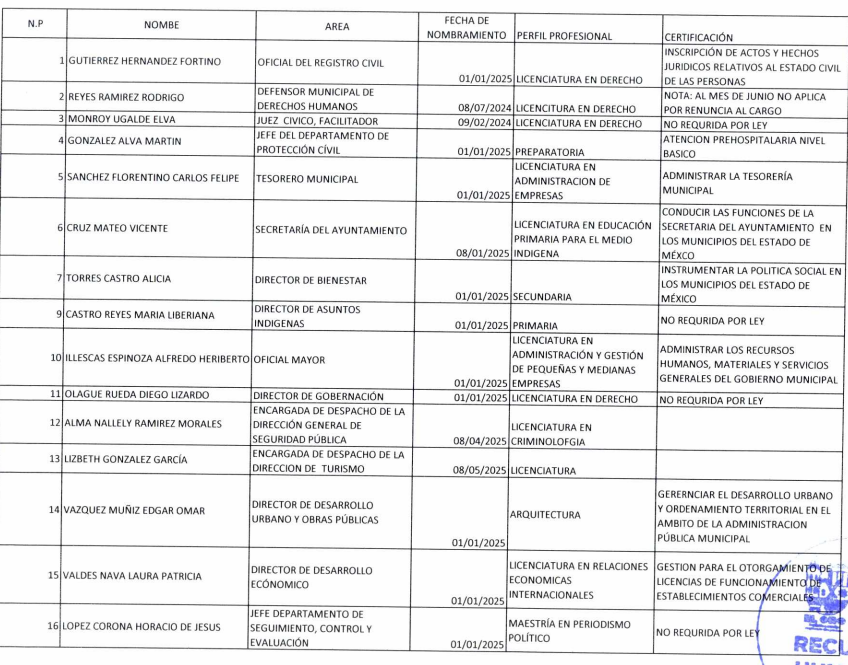 N.P NOMBE AREA FECHA DE NOMBRAMIENTO PERFIL PROFESIONAL CERTIFICACIÓN
1 GUTIERREZ HERNANDEZ FORTINO OFICIAL DEL REGISTRO CIVIL 01/01/2025 LICENCIATURA EN DERECHO INSCRIPCIÓN DE ACTOS Y HECHOS JURIDICOS RELATIVOS AL ESTADO CIVIL DE LAS PERSONAS
2 REYES RAMIREZ RODRIGO DEFENSOR MUNICIPAL DE DERECHOS HUMANOS 08/07/2024 LICENCITURA EN DERECHO NOTA: AL MES DE JUNIO NO APLICA POR RENUNCIA AL CARGO
3 MONROY UGALDE ELVA JUEZ CIVICO, FACILITADOR 09/02/2024 LICENCIATURA EN DERECHO NO REQURIDA POR LEY
4 GONZALEZ ALVA MARTIN JEFE DEL DEPARTAMENTO DE PROTECCIÓN CÍVIL 01/01/2025 PREPARATORIA ATENCION PREHOSPITALARIA NIVEL BASICO
5 SANCHEZ FLORENTINO CARLOS FELIPE TESORERO MUNICIPAL 01/01/2025 LICENCIATURA EN ADMINISTRACION DE EMPRESAS ADMINISTRAR LA TESORERÍA MUNICIPAL
6 CRUZ MATEO VICENTE SECRETARÍA DEL AYUNTAMIENTO 08/01/2025 LICENCIATURA EN EDUCACIÓN PRIMARIA PARA EL MEDIO INDIGENA CONDUCIR LAS FUNCIONES DE LA SECRETARIA DEL AYUNTAMIENTO EN LOS MUNICIPIOS DEL ESTADO DE MÉXCO
7 TORRES CASTRO ALICIA DIRECTOR DE BIENESTAR 01/01/2025 SECUNDARIA INSTRUMENTAR LA POLITICA SOCIAL EN LOS MUNICIPIOS DEL ESTADO DE MÉXICO
9 CASTRO REYES MARIA LIBERIANA DIRECTOR DE ASUNTOS INDIGENAS 01/01/2025 PRIMARIA NO REQURIDA POR LEY
10 ILLESCAS ESPINOZA ALFREDO HERIBERTO OFICIAL MAYOR 01/01/2025 LICENCIATURA EN ADMINISTRACIÓN Y GESTIÓN DE PEQUEÑAS Y MEDIANAS EMPRESAS ADMINISTRAR LOS RECURSOS HUMANOS, MATERIALES Y SERVICIOS GENERALES DEL GOBIERNO MUNICIPAL
11 OLAGUE RUEDA DIEGO LIZARDO DIRECTOR DE GOBERNACIÓN 01/01/2025 LICENCIATURA EN DERECHO NO REQURIDA POR LEY
12 ALMA NALLELY RAMIREZ MORALES ENCARGADA DE DESPACHO DE LA DIRECCIÓN GENERAL DE SEGURIDAD PÚBLICA 08/04/2025 LICENCIATURA EN CRIMINOLOFGIA
13 LIZBETH GONZALEZ GARCÍA ENCARGADA DE DESPACHO DE LA DIRECCION DE TURISMO 08/05/2025 LICENCIATURA
14 VAZQUEZ MUÑIZ EDGAR OMAR DIRECTOR DE DESARROLLO URBANO Y OBRAS PÚBLICAS 01/01/2025 ARQUITECTURA GERERNCIAR EL DESARROLLO URBANO Y ORDENAMIENTO TERRITORIAL EN EL AMBITO DE LA ADMINISTRACION PÚBLICA MUNICIPAL
15 VALDES NAVA LAURA PATRICIA DIRECTOR DE DESARROLLO ECÓNOMICO 01/01/2025 LICENCIATURA EN RELACIONES ECONOMICAS INTERNACIONALES GESTION PARA EL OTORGAMIENTO DE LICENCIAS DE FUNCIONAMIENTO DE ESTABLECIMIENTOS COMERCIALES
16 LOPEZ CORONA HORACIO DE JESUS JEFE DEPARTAMENTO DE SEGUIMIENTO, CONTROL Y EVALUACIÓN 01/01/2025 MAESTRÍA EN PERIODISMO POLÍTICO NO REQURIDA POR LEY